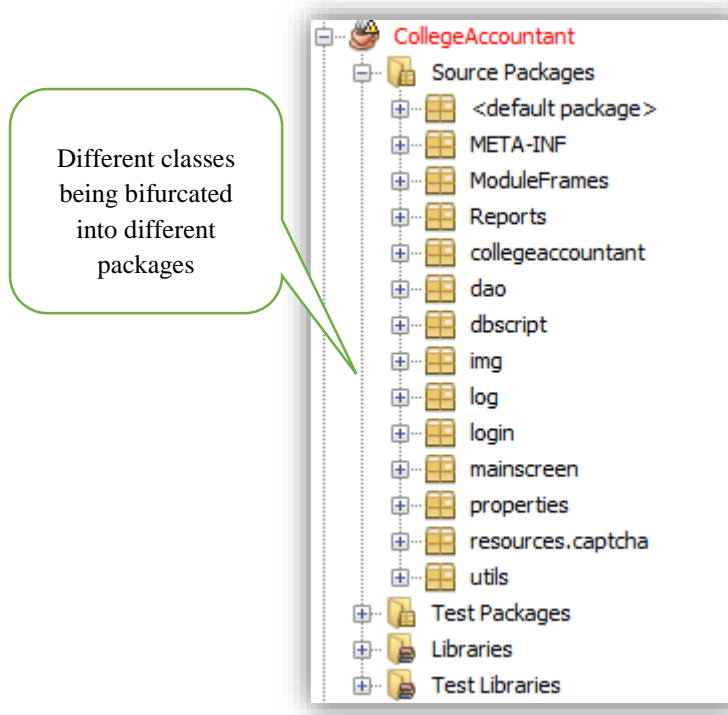 CollegeAccountant
Source Packages
<default package>
META-INF
ModuleFrames
Reports
collegeaccountant
dao
dbscript
img
log
login
mainscreen
properties
resources.captcha
utils
Test Packages
Libraries
Test Libraries
Different classes
being bifurcated
into different
packages